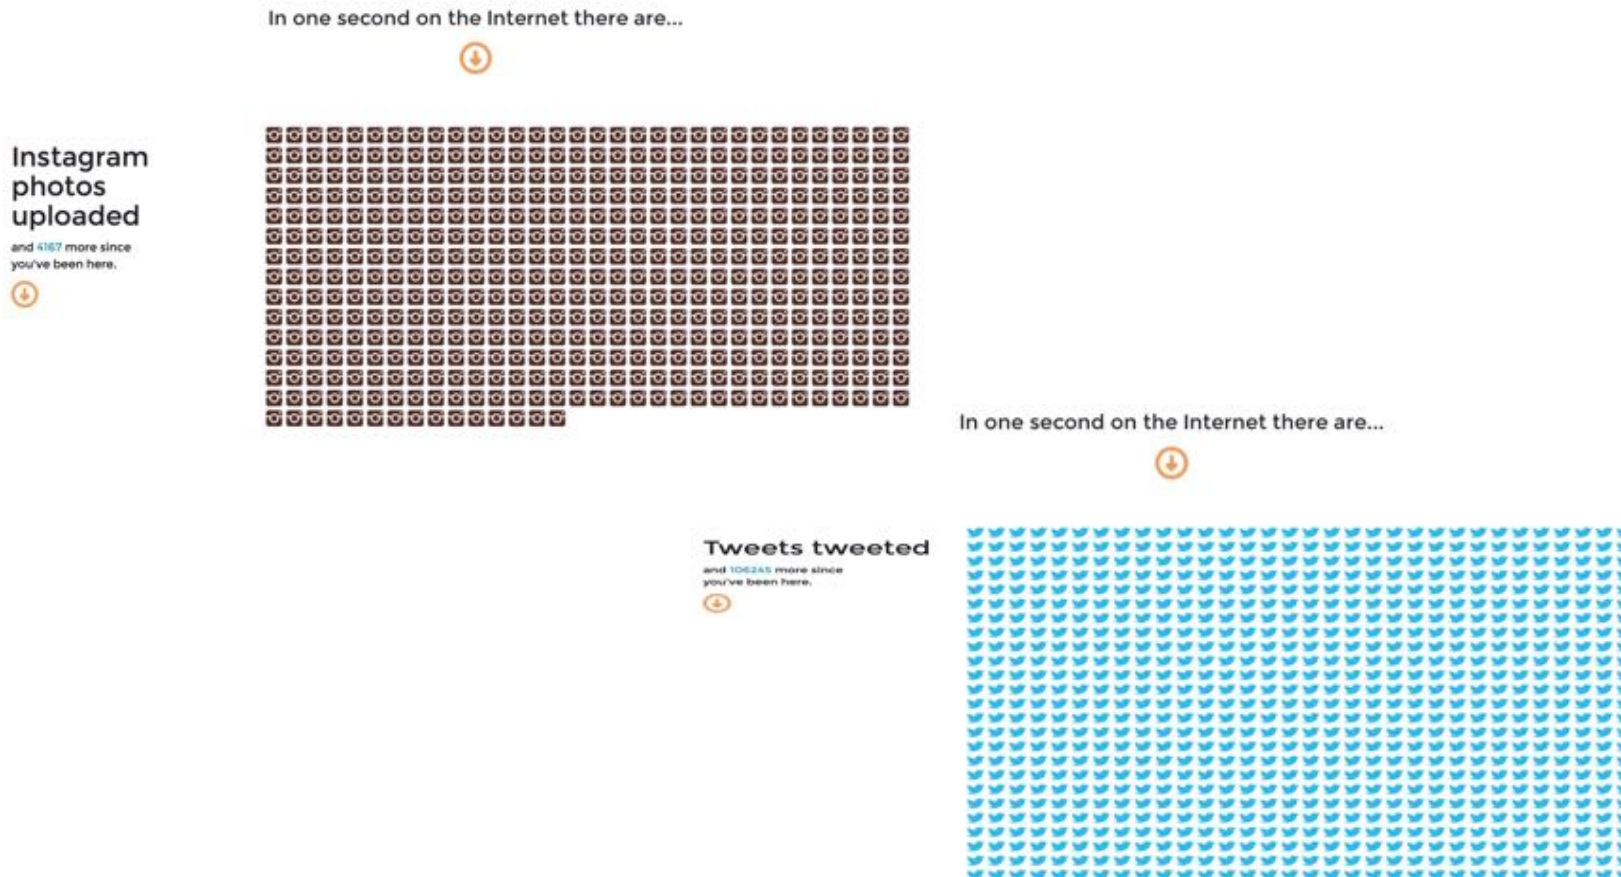 In one second on the Internet there are...
Instagram
photos
uploaded
and 4167 more since
you've been here.
In one second on the Internet there are...
Tweets tweeted
and 106245 more since
you've been here.